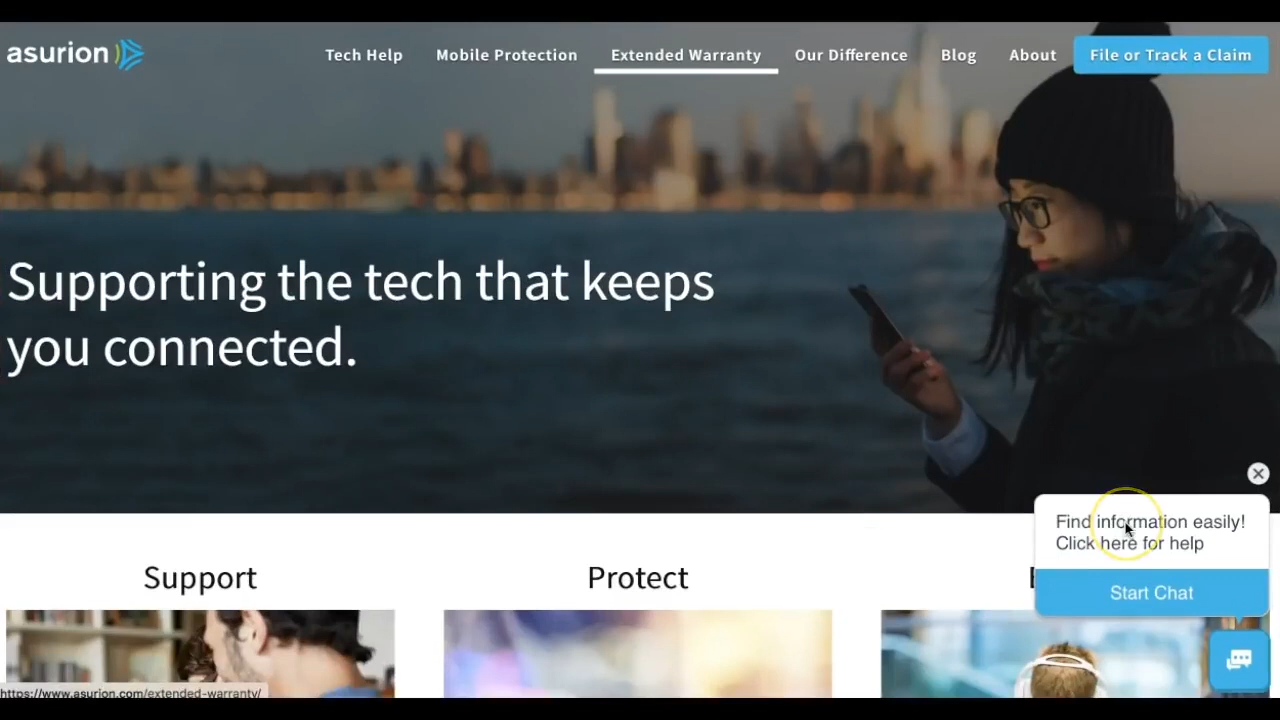 asurion
Tech Help
Mobile Protection
Extended Warranty
Our Difference
Blog
About
File or Track a Claim
Supporting the tech that keeps
you connected.
Find information easily!
Click here for help
Start Chat
Support
Protect
https://www.asurion.com/extended-warranty/